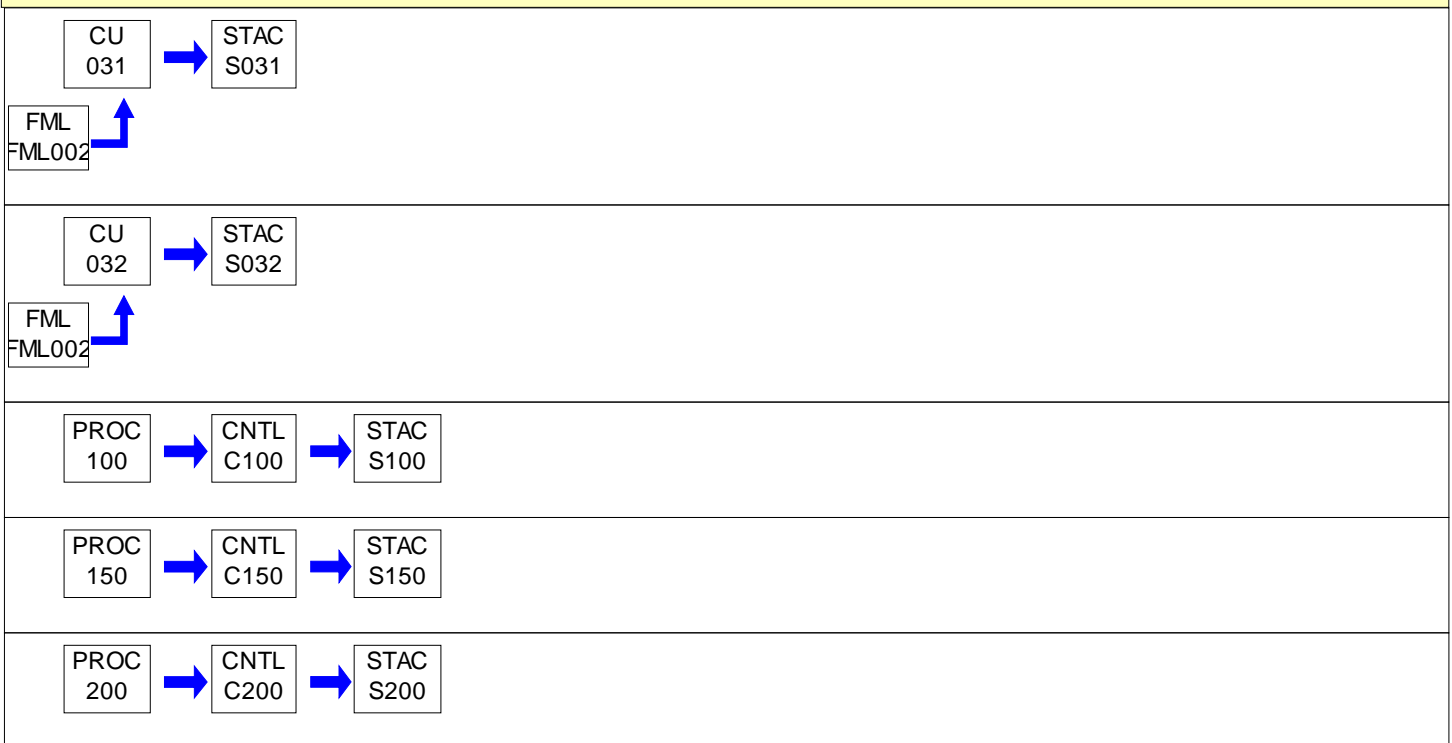 CU
031
STAC
S031
FML
FML002
CU
032
STAC
S032
FML
FML002
PROC
100
CNTL
C100
STAC
S100
PROC
150
CNTL
C150
STAC
S150
PROC
200
CNTL
C200
STAC
S200